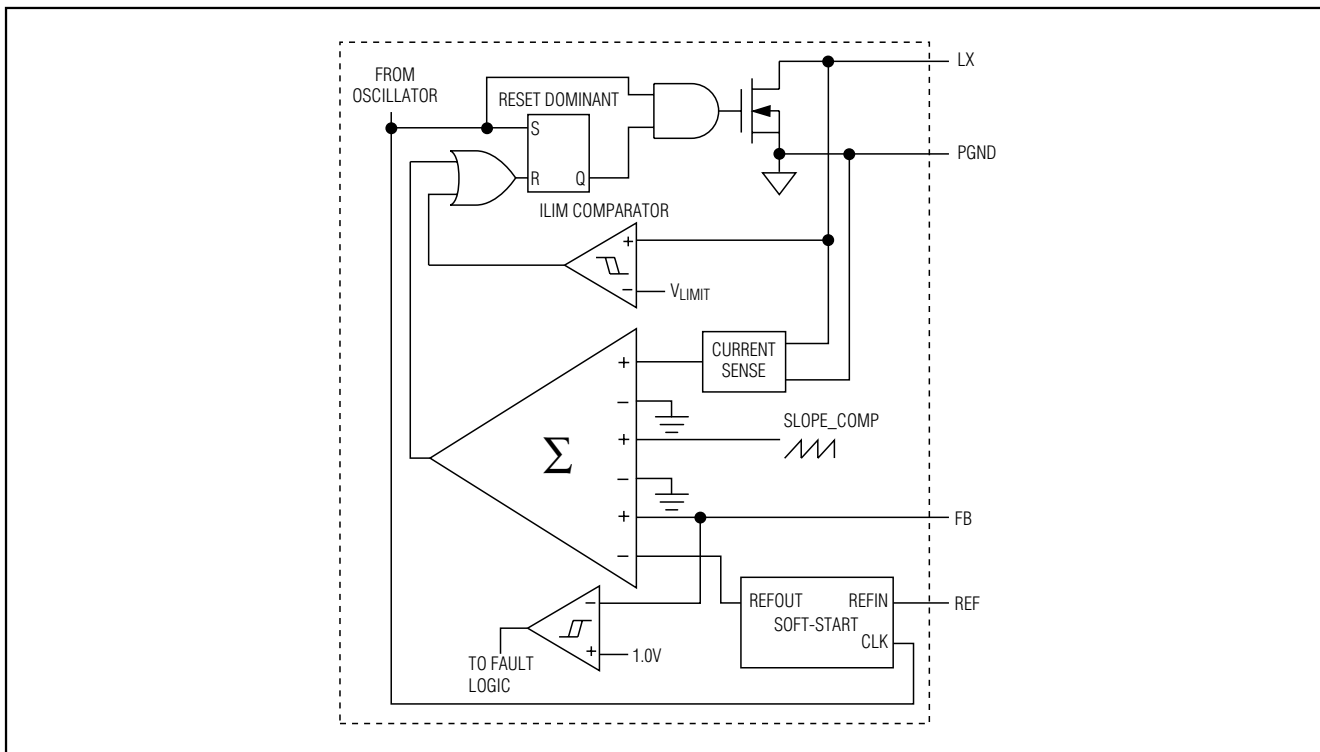 FROM
OSCILLATOR
RESET DOMINANT
S
R
Q
LX
PGND
ILIM COMPARATOR
+
−
VLIMIT
CURRENT
SENSE
+
−
+
−
+
−
Σ
SLOPE_COMP
FB
−
+
1.0V
TO FAULT
LOGIC
REFOUT
REFIN
SOFT-START
CLK
REF